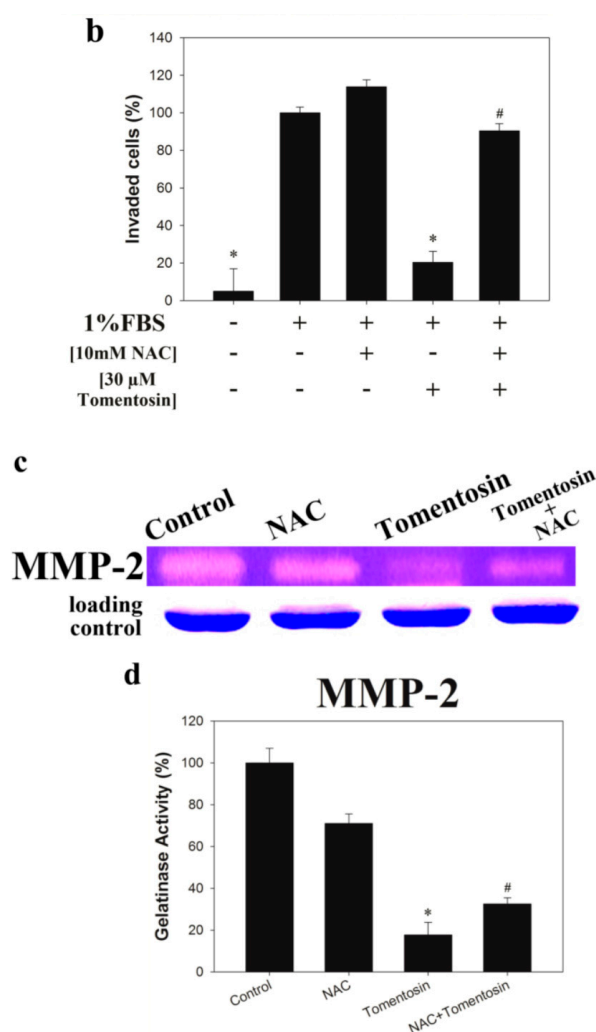 b
140
120
100
80
60
40
20
0
Invaded cells (%)
*
*
#
1%FBS - + + + +
[10mM NAC] - - + - +
[30 µM
Tomentosin] - - - + +
c
Control
NAC
Tomentosin
Tomentosin
+
NAC
MMP-2
loading
control
d
MMP-2
120
100
80
60
40
20
0
Gelatinase Activity (%)
*
#
Control
NAC
Tomentosin
NAC+Tomentosin